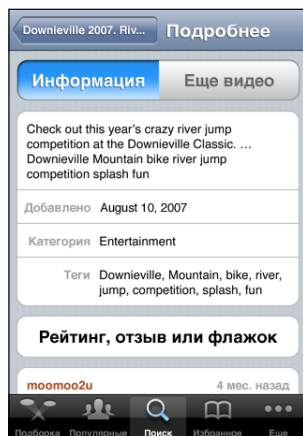 Downieville 2007. Riv...
Подробнее
Информация
Еще видео
Check out this year's crazy river jump
competition at the Downieville Classic. ...
Downieville Mountain bike river jump
competition splash fun
Добавлено August 10, 2007
Категория Entertainment
Теги Downieville, Mountain, bike, river,
jump, competition, splash, fun
Рейтинг, отзыв или флажок
moomoo2u 4 мес. назад
Подборка Популярные Поиск Избранное Еще